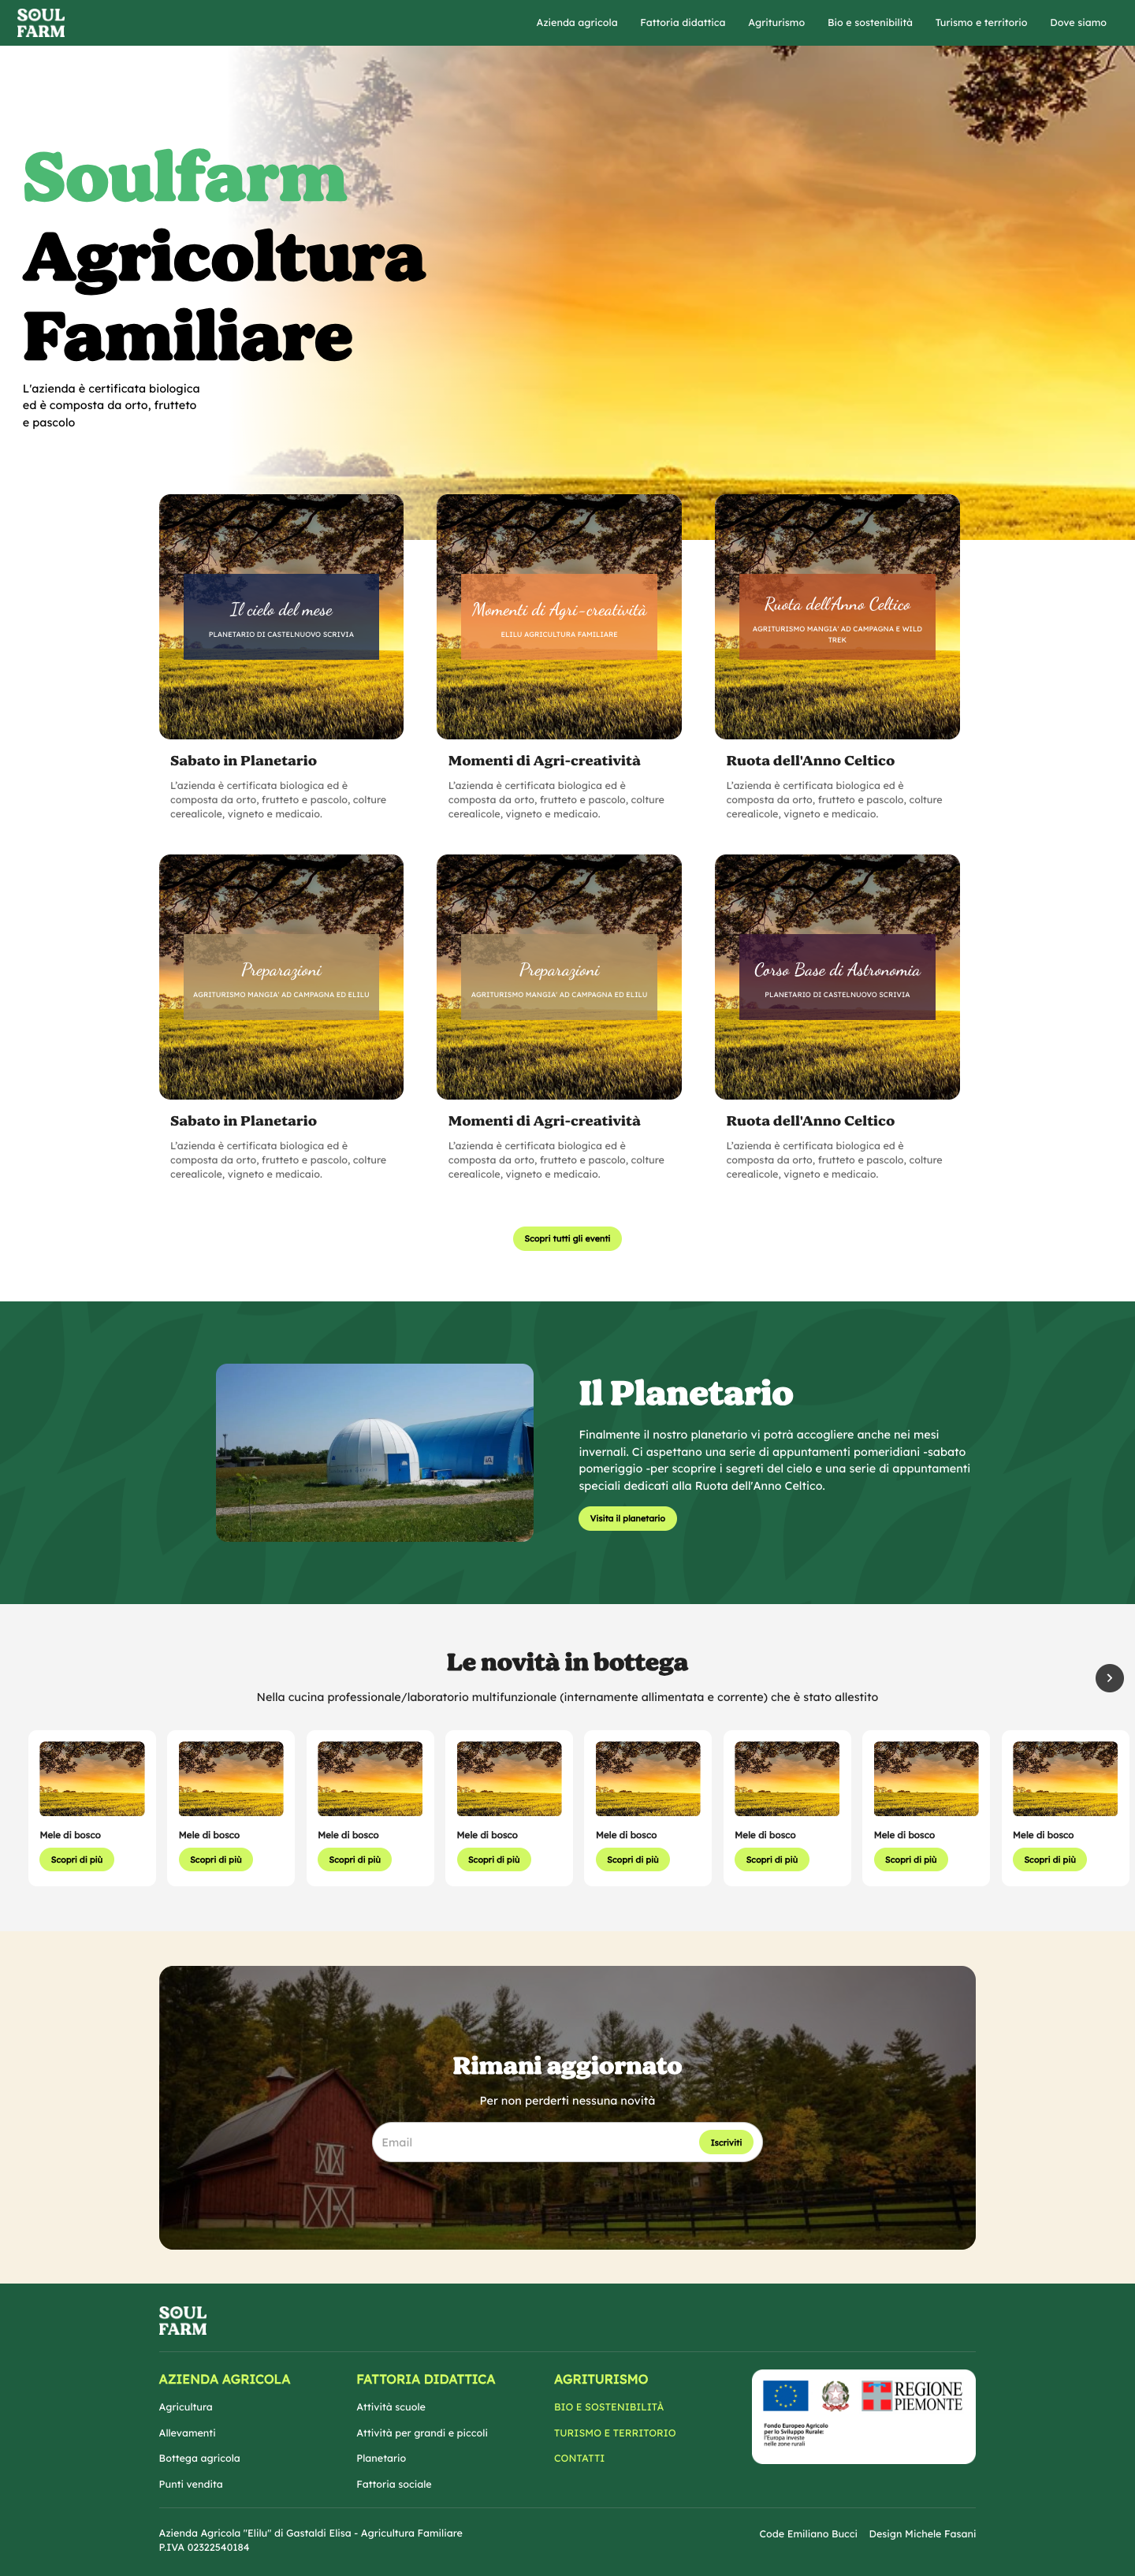 SOUL
FARM
Azienda agricola Fattoria didattica Agriturismo Bio e sostenibilità Turismo e territorio Dove siamo
Soulfarm
Agricoltura
Familiare
L'azienda è certificata biologica
ed è composta da orto, frutteto
e pascolo
Il cielo del mese
PLANETARIO DI CASTELNUOVO SCRIVIA
Momenti di Agri-creatività
ELILU AGRICULTURA FAMILIARE
Ruota dell'Anno Celtico
AGRITURISMO MANGIA' AD CAMPAGNA E WILD
TREK
Sabato in Planetario
L'azienda è certificata biologica ed è
composta da orto, frutteto e pascolo, colture
cerealicole, vigneto e medicaio.
Momenti di Agri-creatività
L'azienda è certificata biologica ed è
composta da orto, frutteto e pascolo, colture
cerealicole, vigneto e medicaio.
Ruota dell'Anno Celtico
L'azienda è certificata biologica ed è
composta da orto, frutteto e pascolo, colture
cerealicole, vigneto e medicaio.
Preparazioni
AGRITURISMO MANGIA' AD CAMPAGNA ED ELILU
Preparazioni
AGRITURISMO MANGIA' AD CAMPAGNA ED ELILU
Corso Base di Astronomia
PLANETARIO DI CASTELNUOVO SCRIVIA
Sabato in Planetario
L'azienda è certificata biologica ed è
composta da orto, frutteto e pascolo, colture
cerealicole, vigneto e medicaio.
Momenti di Agri-creatività
L'azienda è certificata biologica ed è
composta da orto, frutteto e pascolo, colture
cerealicole, vigneto e medicaio.
Ruota dell'Anno Celtico
L'azienda è certificata biologica ed è
composta da orto, frutteto e pascolo, colture
cerealicole, vigneto e medicaio.
Scopri tutti gli eventi
Il Planetario
Finalmente il nostro planetario vi potrà accogliere anche nei mesi
invernali. Ci aspettano una serie di appuntamenti pomeridiani -sabato
pomeriggio -per scoprire i segreti del cielo e una serie di appuntamenti
speciali dedicati alla Ruota dell'Anno Celtico.
Visita il planetario
Le novità in bottega
Nella cucina professionale/laboratorio multifunzionale (internamente allimentata e corrente) che è stato allestito
Mele di bosco Mele di bosco Mele di bosco Mele di bosco Mele di bosco Mele di bosco Mele di bosco Mele di bosco
Scopri di più Scopri di più Scopri di più Scopri di più Scopri di più Scopri di più Scopri di più Scopri di più
Rimani aggiornato
Per non perderti nessuna novità
Email Iscriviti
SOUL
FARM
AZIENDA AGRICOLA
Agricultura
Allevamenti
Bottega agricola
Punti vendita
FATTORIA DIDATTICA
Attività scuole
Attività per grandi e piccoli
Planetario
Fattoria sociale
AGRITURISMO
BIO E SOSTENIBILITÀ
TURISMO E TERRITORIO
CONTATTI
REGIONE
PIEMONTE
Fondo Europeo Agricolo
per lo Sviluppo Rurale:
l'Europa investe
nelle zone rurali
Azienda Agricola "Elilu" di Gastaldi Elisa - Agricultura Familiare
P.IVA 02322540184
Code Emiliano Bucci Design Michele Fasani